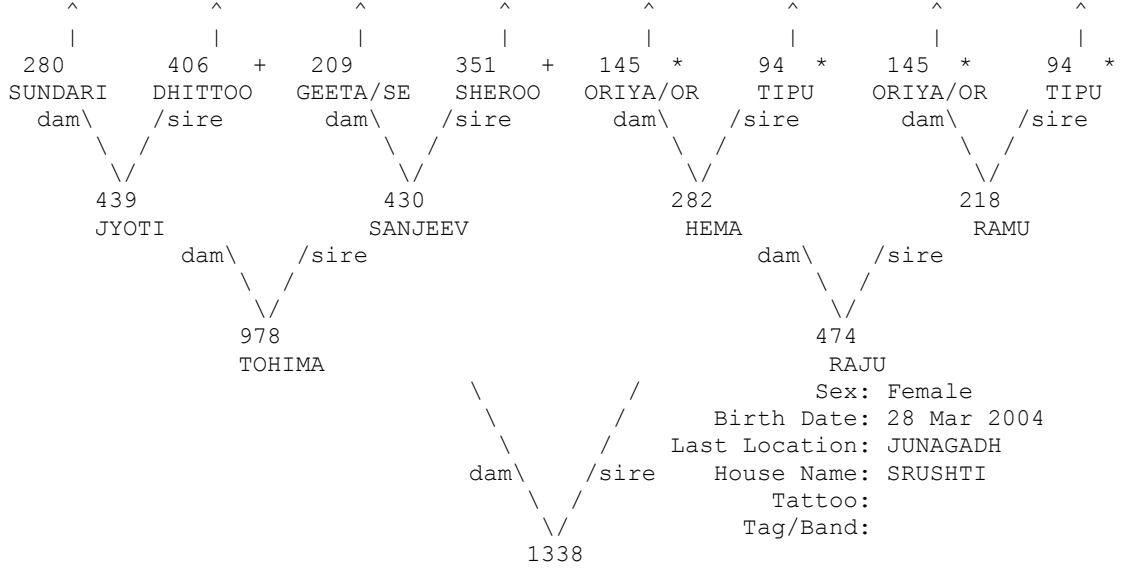 ^ ^ ^ ^ ^ ^ ^ ^
| | | | | | | |
280 406 + 209 351 + 145 * 94 * 145 * 94 *
SUNDARI DHITTOO GEETA/SE SHEROO ORIYA/OR TIPU ORIYA/OR TIPU
dam\ /sire dam\ /sire dam\ /sire dam\ /sire
\ / \ / \ / \ /
\/ \/ \/ \/
439 430 282 218
JYOTI SANJEEV HEMA RAMU
dam\ /sire dam\ /sire
\ / \ /
\/ \/
978 474
TOHIMA RAJU
\ / Sex: Female
\ / Birth Date: 28 Mar 2004
\ / Last Location: JUNAGADH
dam\ /sire House Name: SRUSHTI
\ / Tattoo:
\/ Tag/Band:
1338